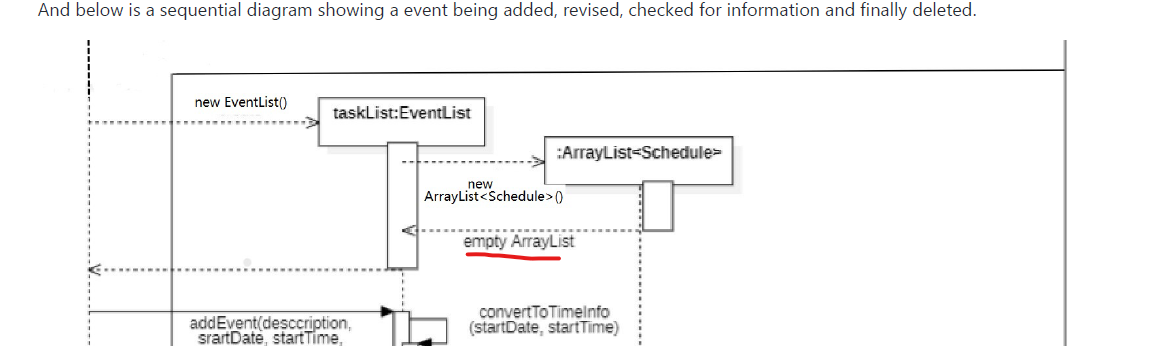 And below is a sequential diagram showing a event being added, revised, checked for information and finally deleted.
new EventList()
taskList:EventList
:ArrayList<Schedule>
new
ArrayList<Schedule>()
empty ArrayList
convertToTimeInfo
(startDate, startTime)
addEvent(desccription,
srartDate, startTime,